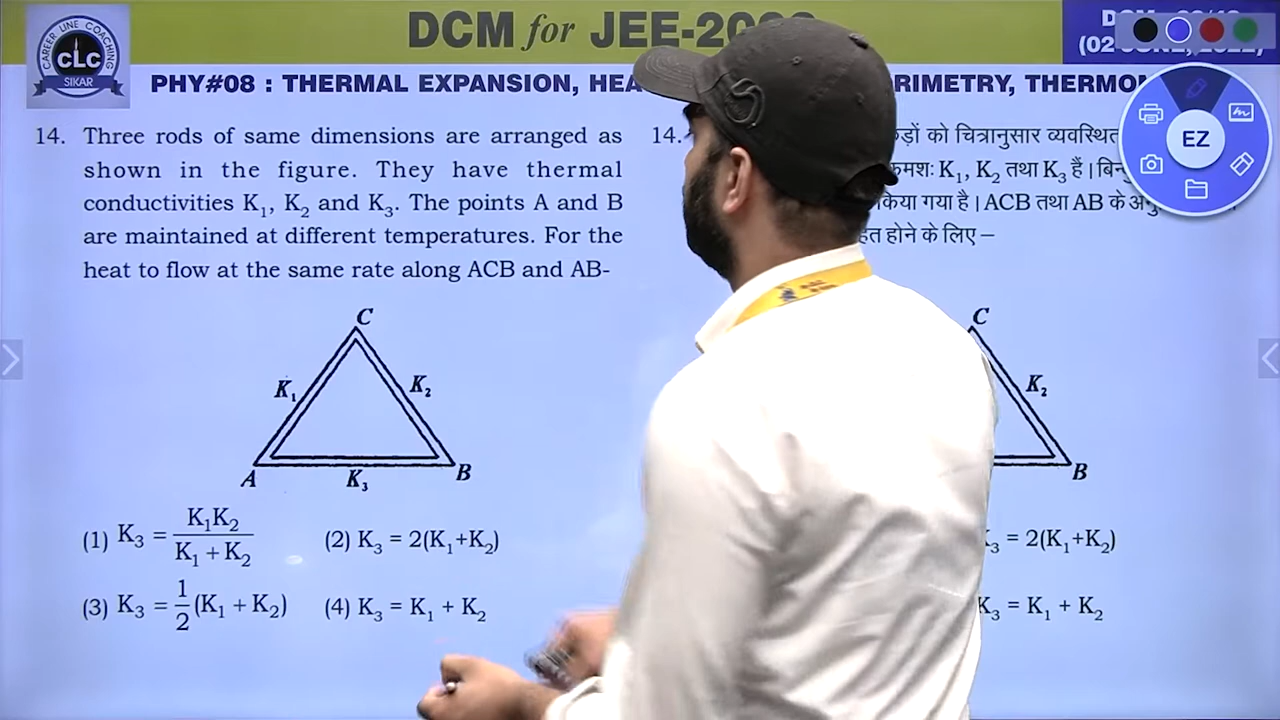 DCM for JEE-20
CAREER LINE COACHING
CLC
SIKAR
(02 JUNE,
PHY#08 : THERMAL EXPANSION,
EZ
14. Three rods of same dimensions are arranged as
shown in the figure. They have thermal
conductivities K₁, K₂ and K₃. The points A and B
are maintained at different temperatures. For the
heat to flow at the same rate along ACB and AB-
C
K₁
K₂
A
K₃
B
(1) K₃ = K₁K₂ / K₁ + K₂
(2) K₃ = 2(K₁+K₂)
(3) K₃ = 1/2 (K₁ + K₂)
(4) K₃ = K₁ + K₂
14.
को चित्रानुसार व्यवस्थित
K₁, K₂ तथा K₃ हैं। 
किया गया है। ACB तथा AB के
होने के लिए –
C
K₂
B
= 2(K₁+K₂)
K₃ = K₁ + K₂